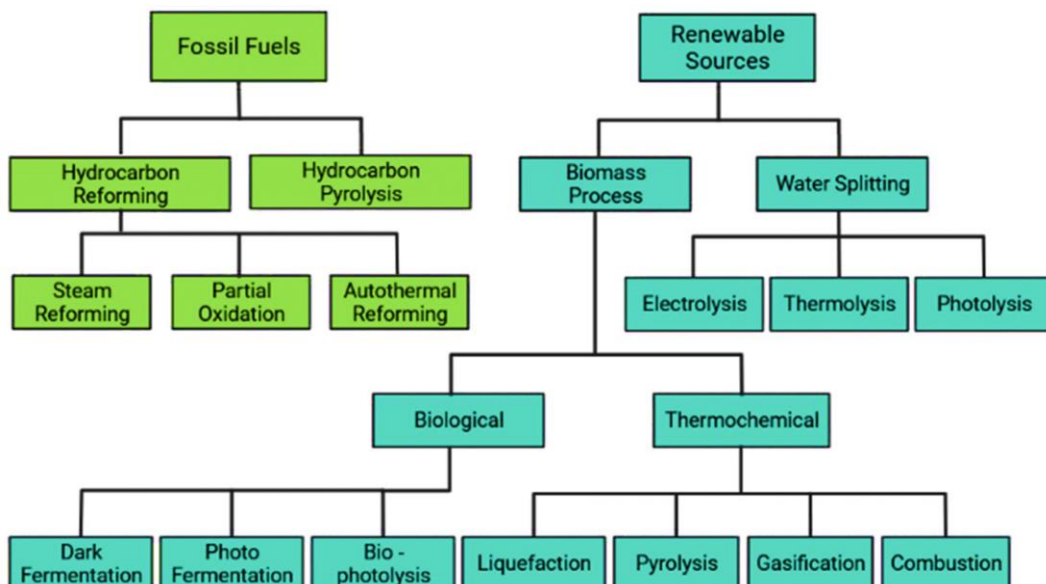 Fossil Fuels
Renewable
Sources
Hydrocarbon
Reforming
Hydrocarbon
Pyrolysis
Biomass
Process
Water Splitting
Steam
Reforming
Partial
Oxidation
Autothermal
Reforming
Electrolysis
Thermolysis
Photolysis
Biological
Thermochemical
Dark
Fermentation
Photo
Fermentation
Bio -
photolysis
Liquefaction
Pyrolysis
Gasification
Combustion